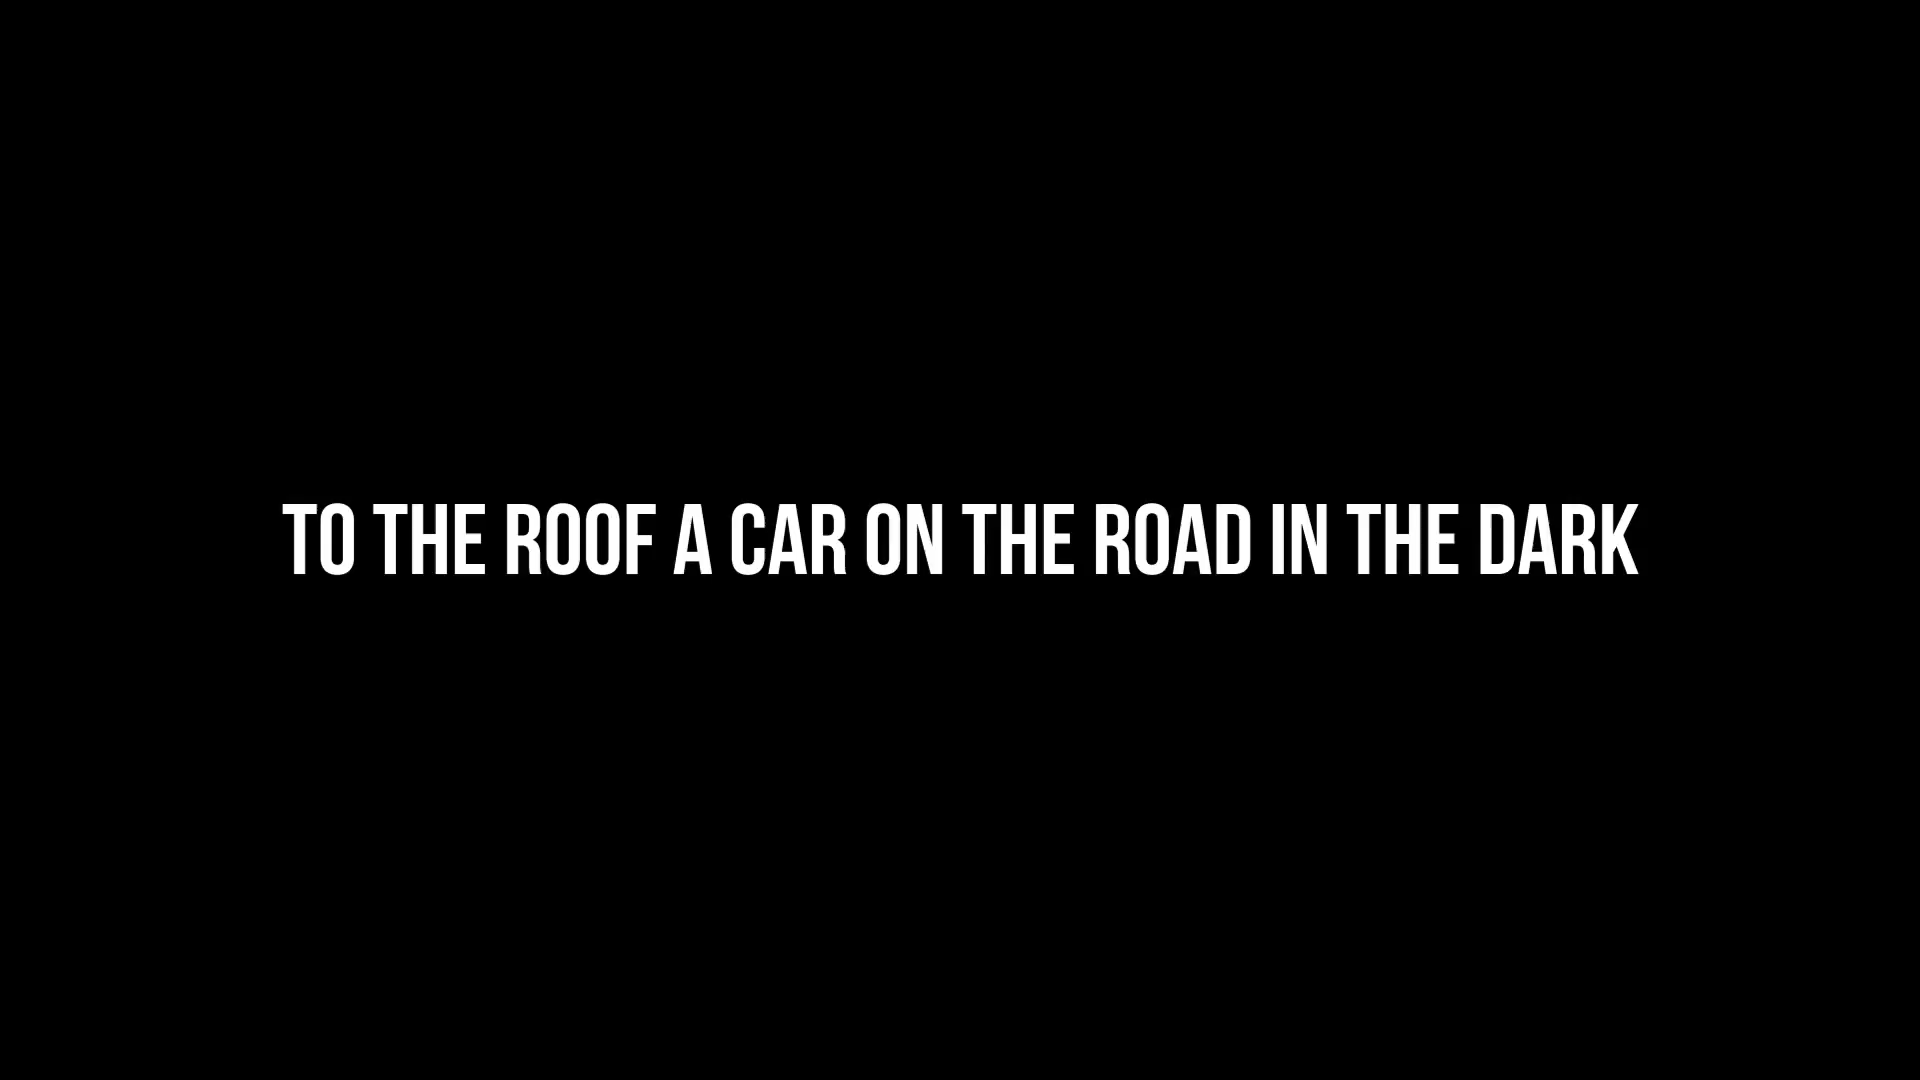 TO THE ROOF A CAR ON THE ROAD IN THE DARK